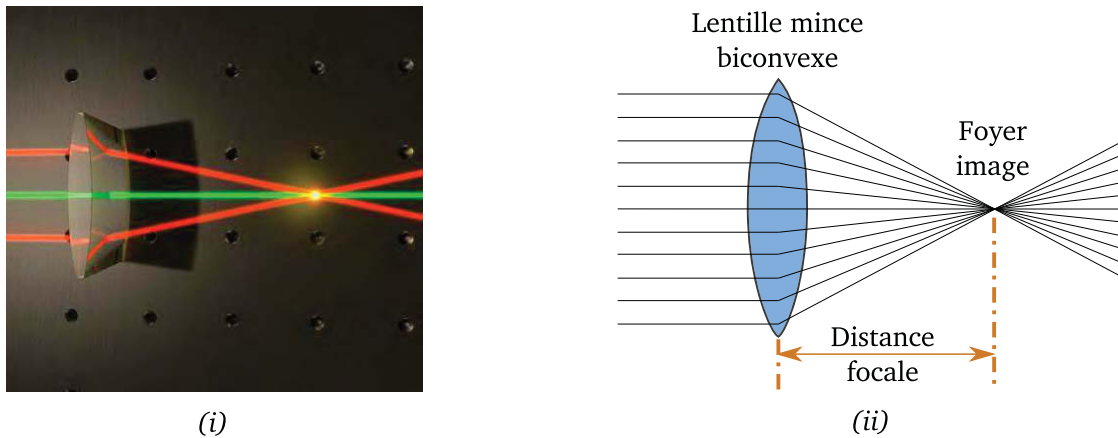 Lentille mince
biconvexe
Foyer
image
Distance
focale
(i)
(ii)